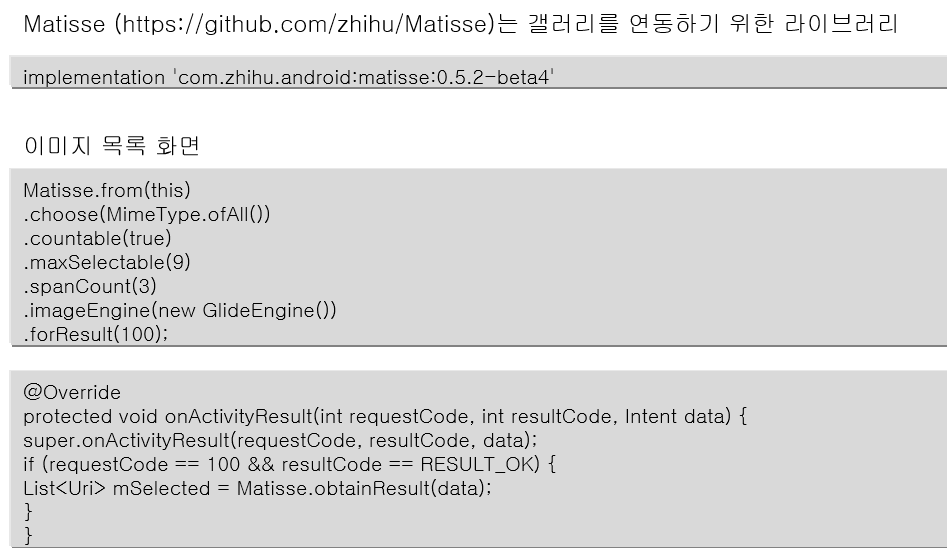 Matisse (https://github.com/zhihu/Matisse)는 갤러리를 연동하기 위한 라이브러리
implementation 'com.zhihu.android:matisse:0.5.2-beta4'
이미지 목록 화면
Matisse.from(this)
.choose(MimeType.ofAll())
.countable(true)
.maxSelectable(9)
.spanCount(3)
.imageEngine(new GlideEngine())
.forResult(100);
@Override
protected void onActivityResult(int requestCode, int resultCode, Intent data) {
super.onActivityResult(requestCode, resultCode, data);
if (requestCode == 100 && resultCode == RESULT_OK) {
List<Uri> mSelected = Matisse.obtainResult(data);
}
}